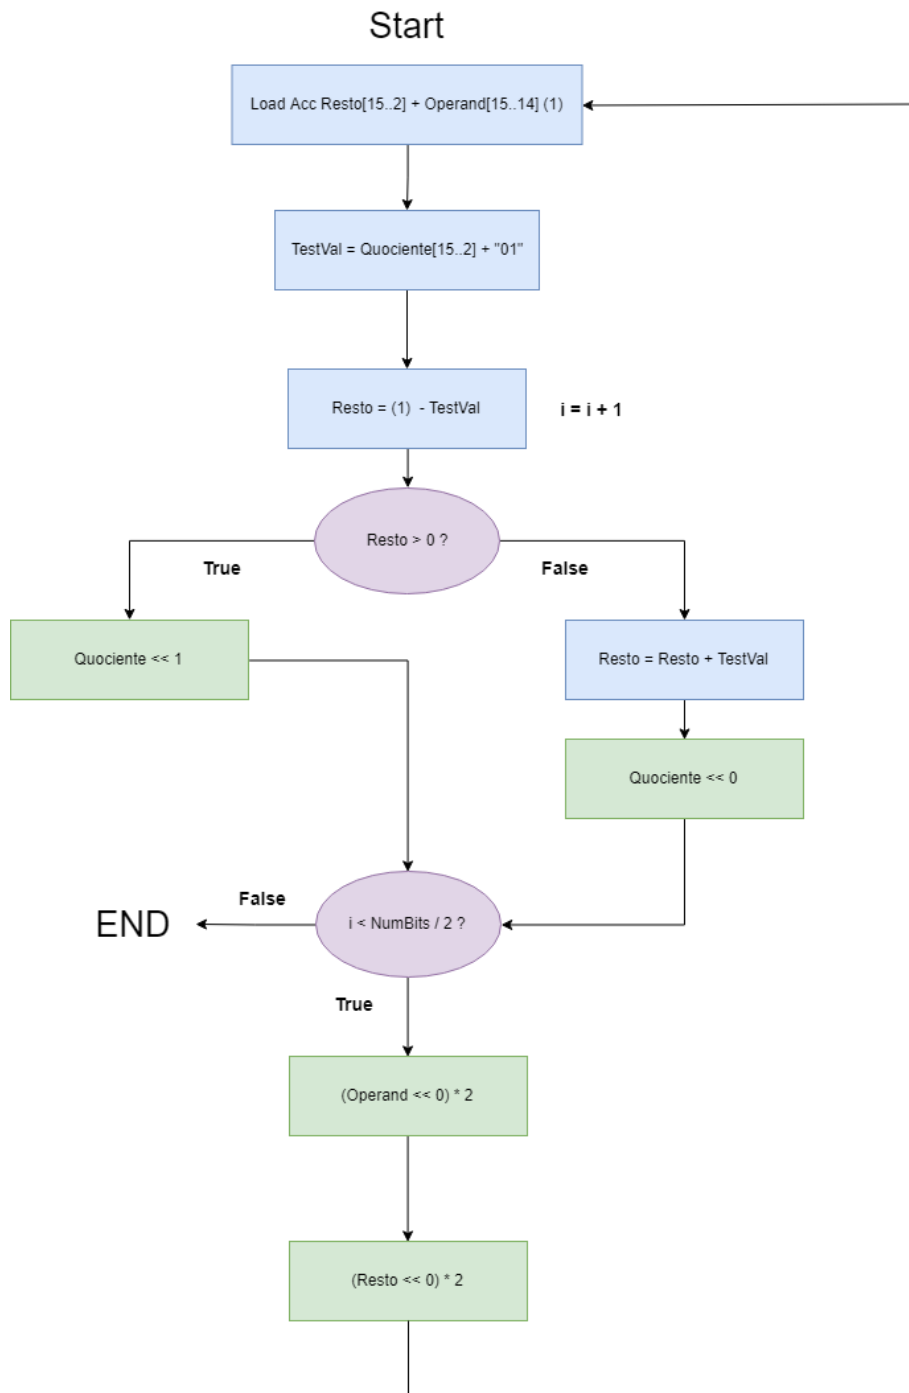 Start
Load Acc Resto[15..2] + Operand[15..14] (1)
TestVal = Quociente[15..2] + "01"
Resto = (1)  - TestVal
i = i + 1
Resto > 0 ?
True
False
Quociente << 1
Resto = Resto + TestVal
Quociente << 0
False
END
i < NumBits / 2 ?
True
(Operand << 0) * 2
(Resto << 0) * 2